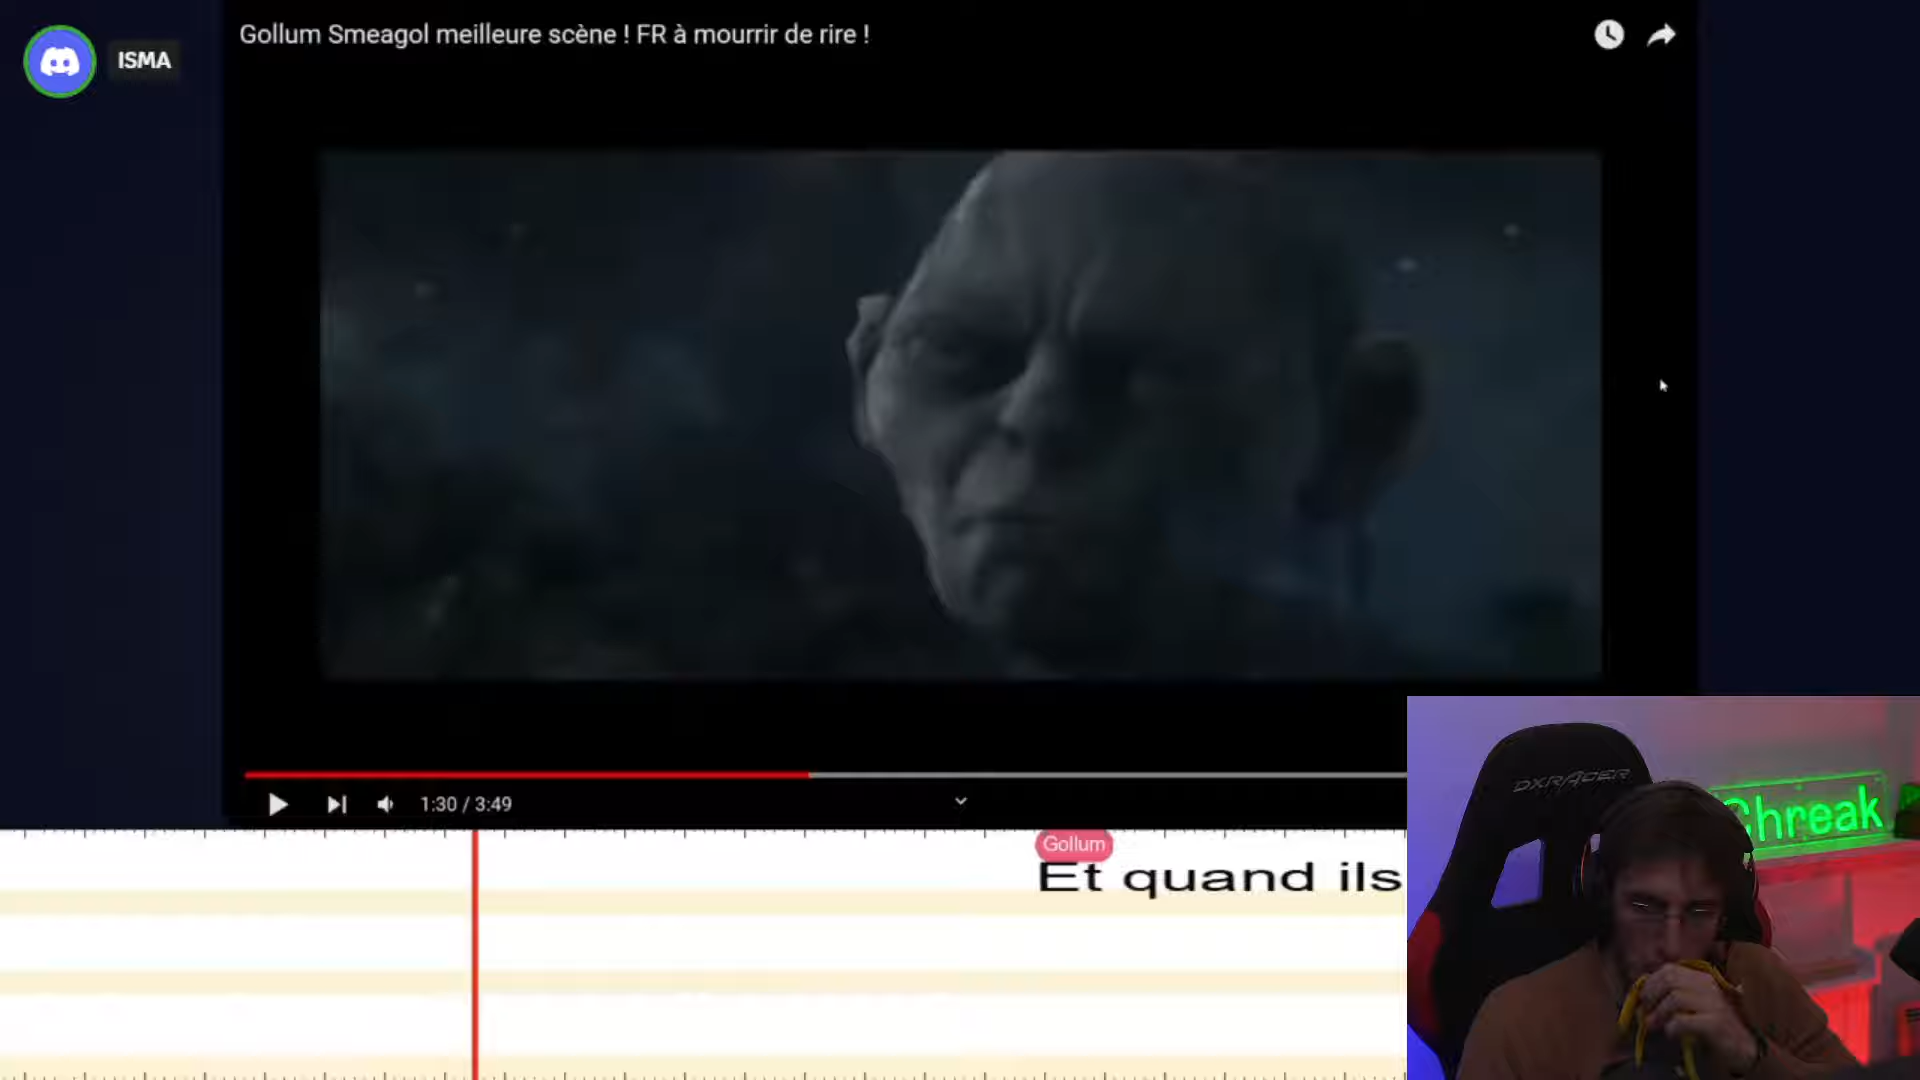 Gollum Smeagol meilleure scène ! FR à mourrir de rire !
ISMA
1:30 / 3:49
Gollum
Et quand ils
DXRACER
Chreak